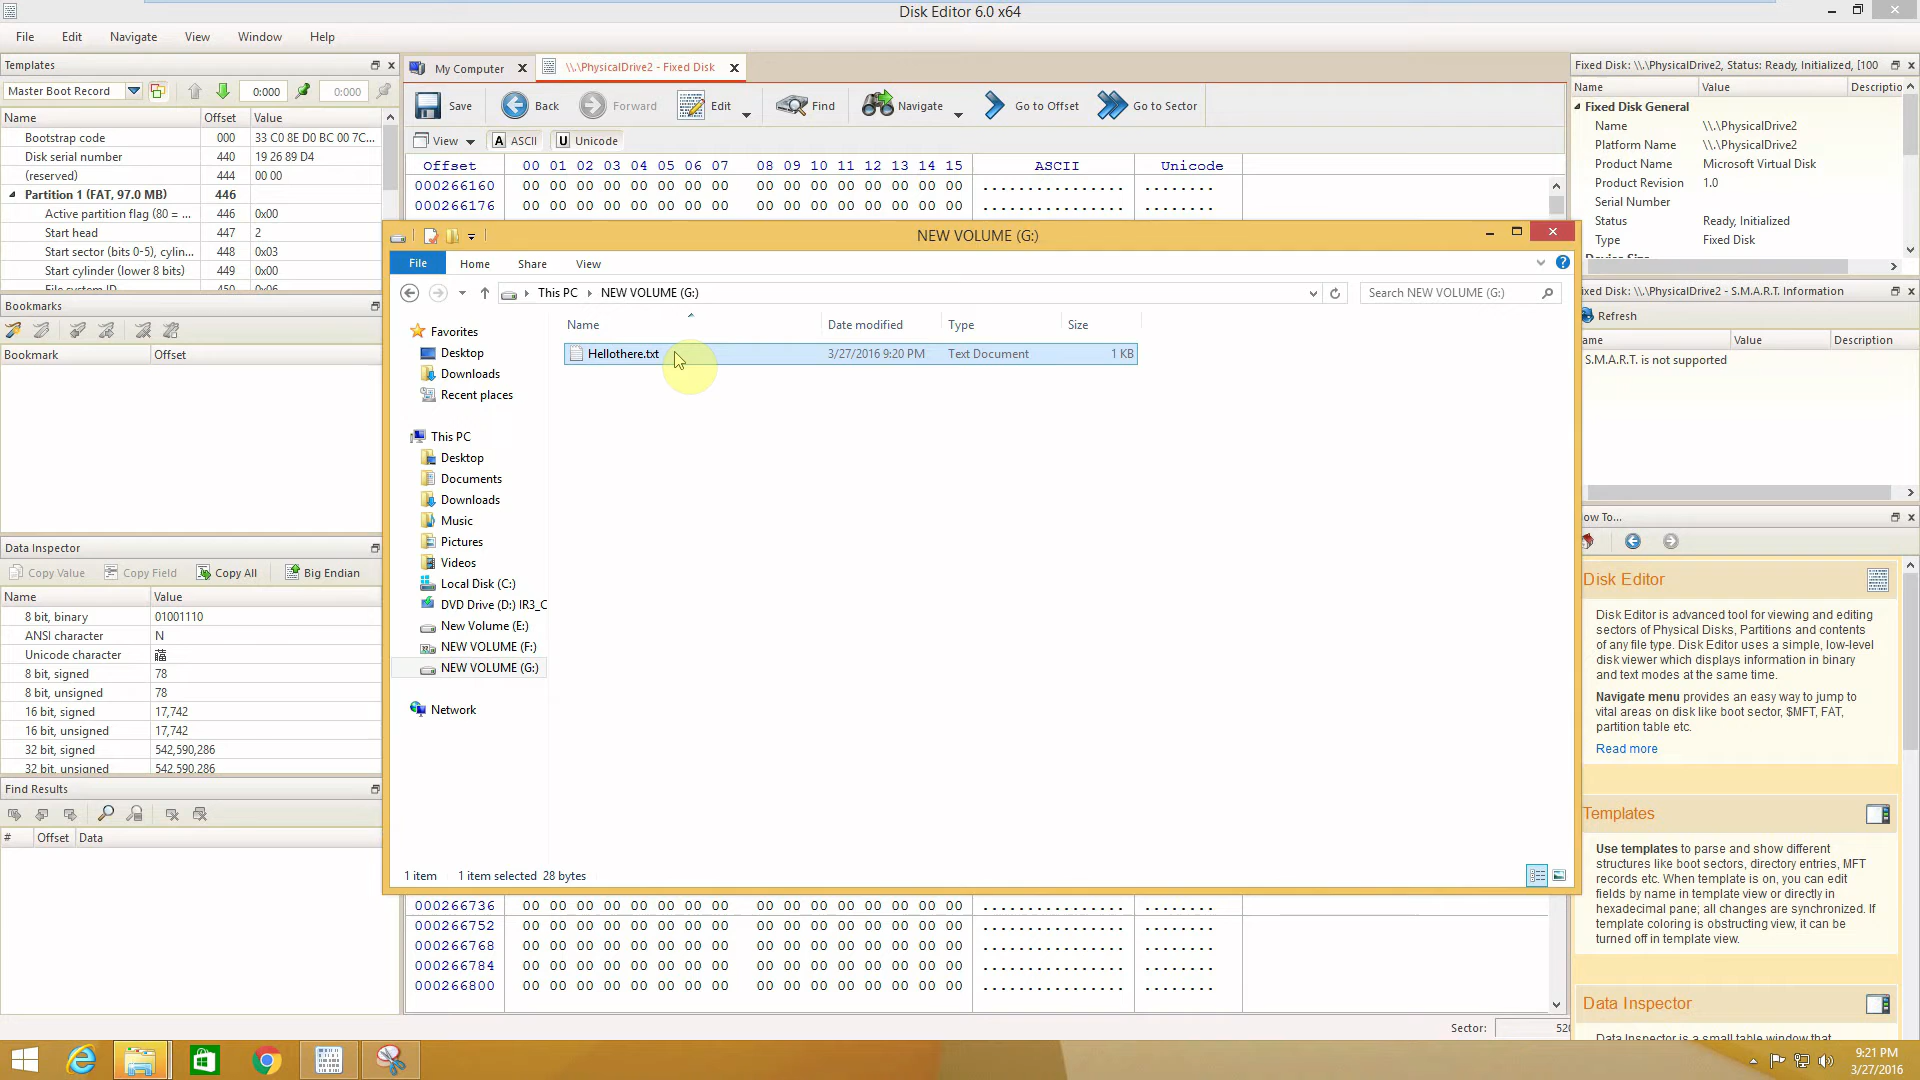 Disk Editor 6.0 x64
File Edit Navigate View Window Help
Templates
Master Boot Record 0:000 0:000
Name Offset Value
Bootstrap code 000 33 C0 8E D0 BC 00 7C...
Disk serial number 440 19 26 89 D4
(reserved) 444 00 00
Partition 1 (FAT, 97.0 MB) 446
Active partition flag (80 = ... 446 0x00
Start head 447 2
Start sector (bits 0-5), cylin... 448 0x03
Start cylinder (lower 8 bits) 449 0x00
File system ID 450 0x06
Bookmarks
Bookmark Offset
Data Inspector
Copy Value Copy Field Copy All Big Endian
Name Value
8 bit, binary 01001110
ANSI character N
Unicode character
8 bit, signed 78
8 bit, unsigned 78
16 bit, signed 17,742
16 bit, unsigned 17,742
32 bit, signed 542,590,286
32 bit, unsigned 542,590,286
Find Results
# Offset Data
My Computer \\.\PhysicalDrive2 - Fixed Disk
Save Back Forward Edit Find Navigate Go to Offset Go to Sector
View A ASCII U Unicode
Offset 00 01 02 03 04 05 06 07 08 09 10 11 12 13 14 15 ASCII Unicode
000266160 00 00 00 00 00 00 00 00 00 00 00 00 00 00 00 00 ................ ........
000266176 00 00 00 00 00 00 00 00 00 00 00 00 00 00 00 00 ................ ........
NEW VOLUME (G:)
File Home Share View
This PC NEW VOLUME (G:) Search NEW VOLUME (G:)
Name Date modified Type Size
Hellothere.txt 3/27/2016 9:20 PM Text Document 1 KB
Favorites
Desktop
Downloads
Recent places
This PC
Desktop
Documents
Downloads
Music
Pictures
Videos
Local Disk (C:)
DVD Drive (D:) IR3_C
New Volume (E:)
NEW VOLUME (F:)
NEW VOLUME (G:)
Network
1 item 1 item selected 28 bytes
000266736 00 00 00 00 00 00 00 00 00 00 00 00 00 00 00 00 ................ ........
000266752 00 00 00 00 00 00 00 00 00 00 00 00 00 00 00 00 ................ ........
000266768 00 00 00 00 00 00 00 00 00 00 00 00 00 00 00 00 ................ ........
000266784 00 00 00 00 00 00 00 00 00 00 00 00 00 00 00 00 ................ ........
000266800 00 00 00 00 00 00 00 00 00 00 00 00 00 00 00 00 ................ ........
Sector: 520
Fixed Disk: \\.\PhysicalDrive2, Status: Ready, Initialized, [100
Name Value Descriptio
Fixed Disk General
Name \\.\PhysicalDrive2
Platform Name \\.\PhysicalDrive2
Product Name Microsoft Virtual Disk
Product Revision 1.0
Serial Number
Status Ready, Initialized
Type Fixed Disk
Device Size
ixed Disk: \\.\PhysicalDrive2 - S.M.A.R.T. Information
Refresh
ame Value Description
S.M.A.R.T. is not supported
ow To...
Disk Editor
Disk Editor is advanced tool for viewing and editing
sectors of Physical Disks, Partitions and contents
of any file type. Disk Editor uses a simple, low-level
disk viewer which displays information in binary
and text modes at the same time.
Navigate menu provides an easy way to jump to
vital areas on disk like boot sector, $MFT, FAT,
partition table etc.
Read more
Templates
Use templates to parse and show different
structures like boot sectors, directory entries, MFT
records etc. When template is on, you can edit
fields by name in template view or directly in
hexadecimal pane; all changes are synchronized. If
template coloring is obstructing view, it can be
turned off in template view.
Data Inspector
Data Inspector is a small table window that
9:21 PM
3/27/2016